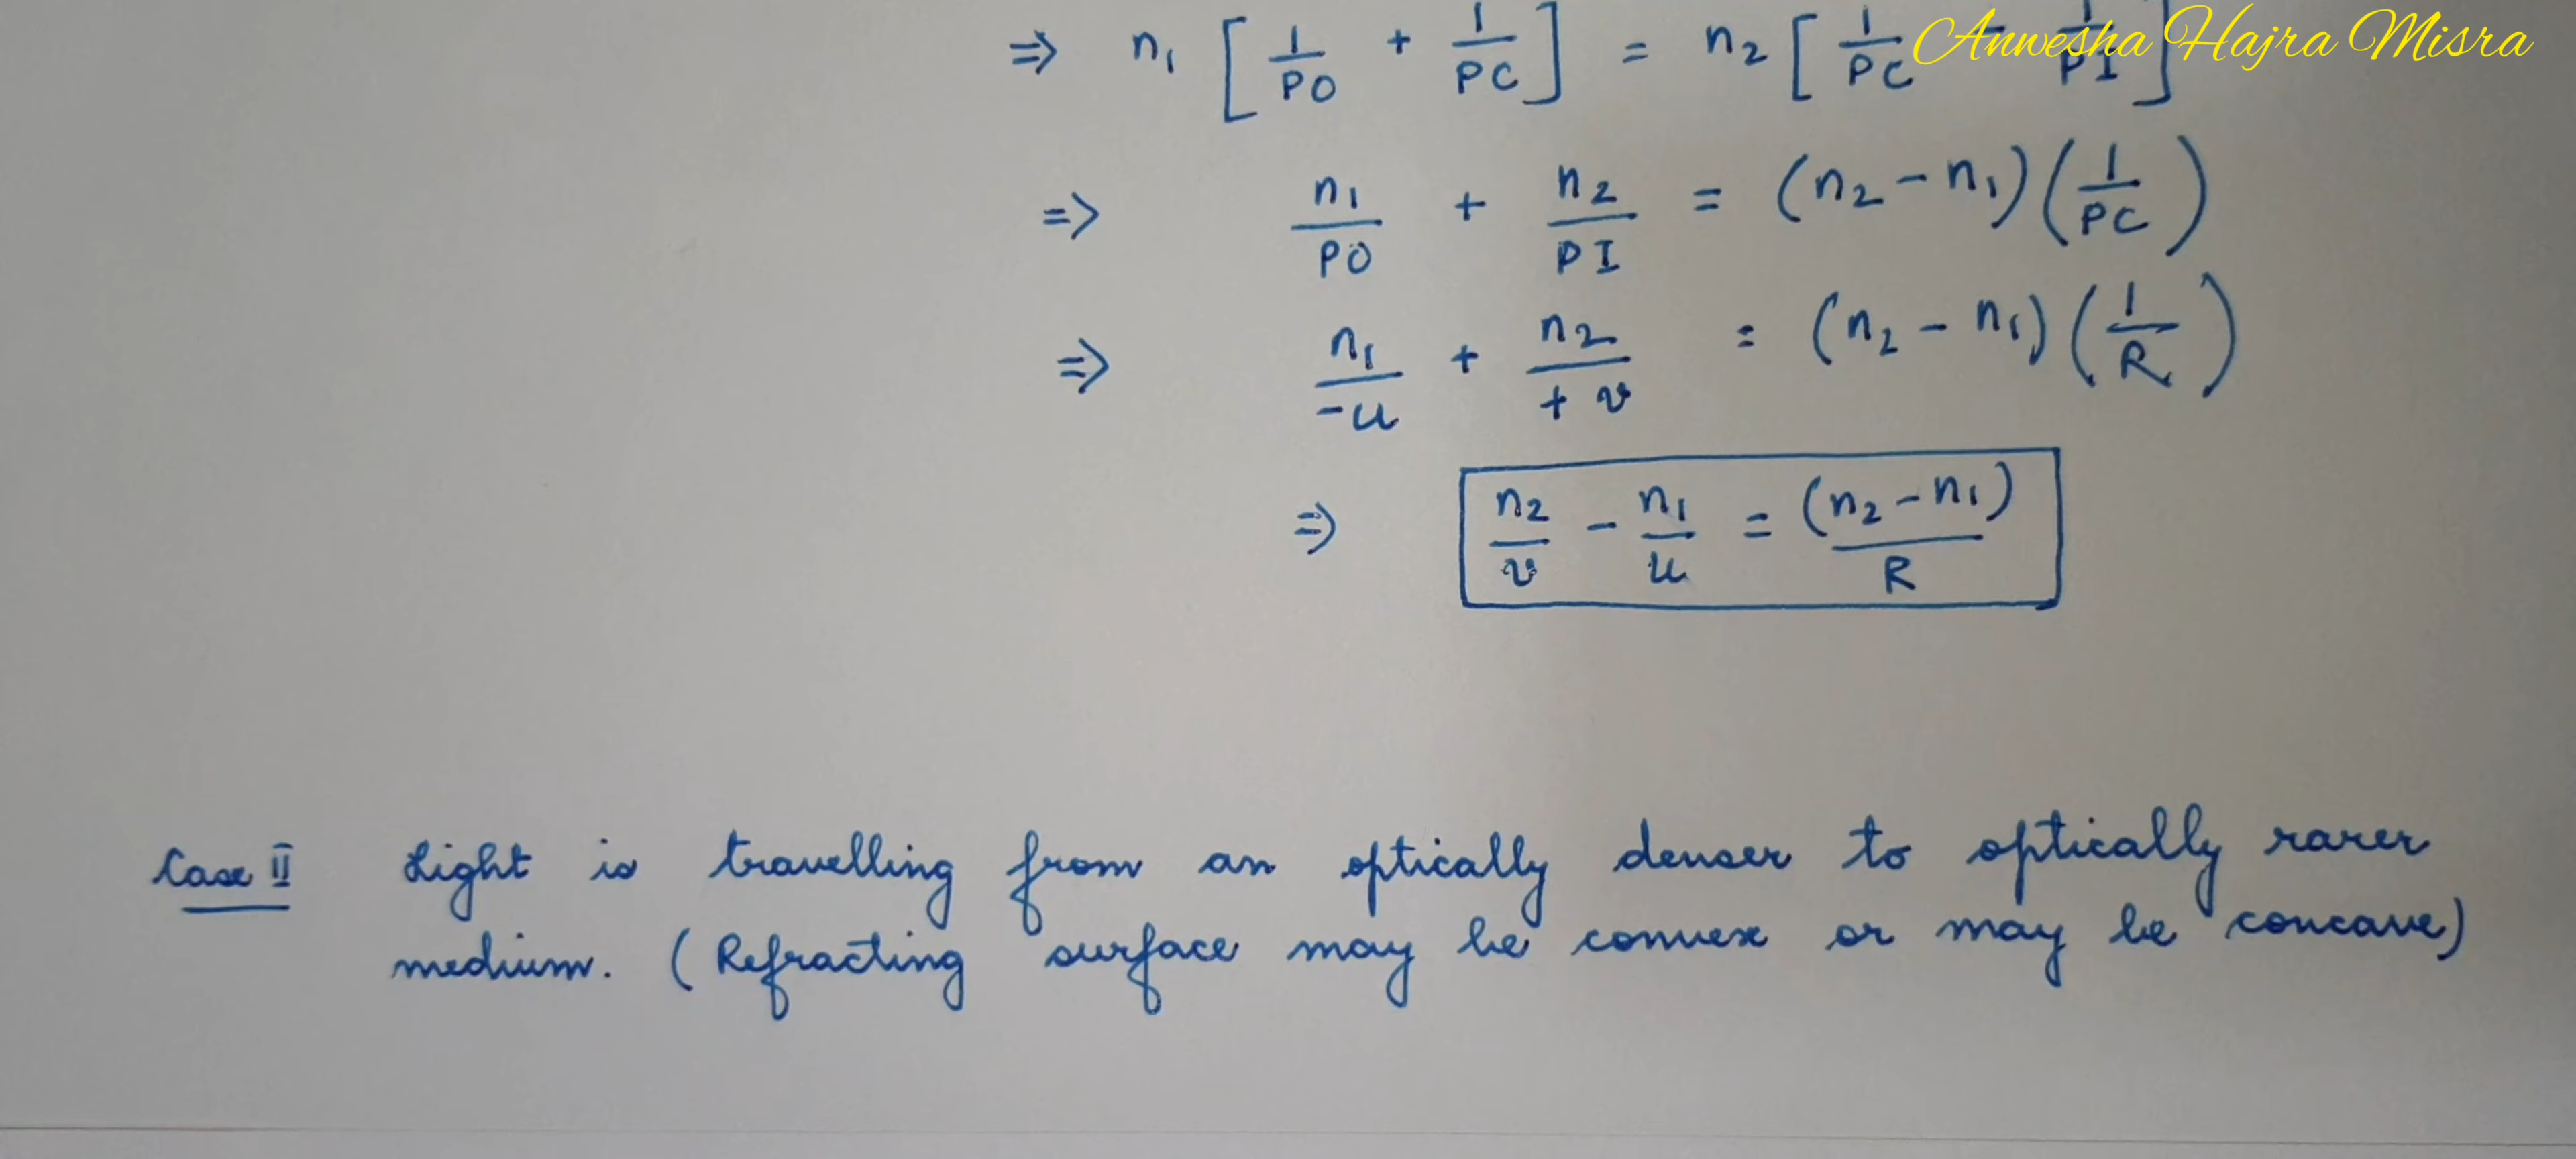 ⇒ n₁ [ 1/PO + 1/PC ] = n₂ [ 1/PC - 1/PI ]
Anwesha Hajra Misra
⇒ n₁/PO + n₂/PI = (n₂ - n₁) (1/PC)
⇒ n₁/-u + n₂/+v = (n₂ - n₁) (1/R)
⇒ n₂/v - n₁/u = (n₂ - n₁)/R
Case II Light is travelling from an optically denser to optically rarer
medium. (Refracting surface may be convex or may be concave)